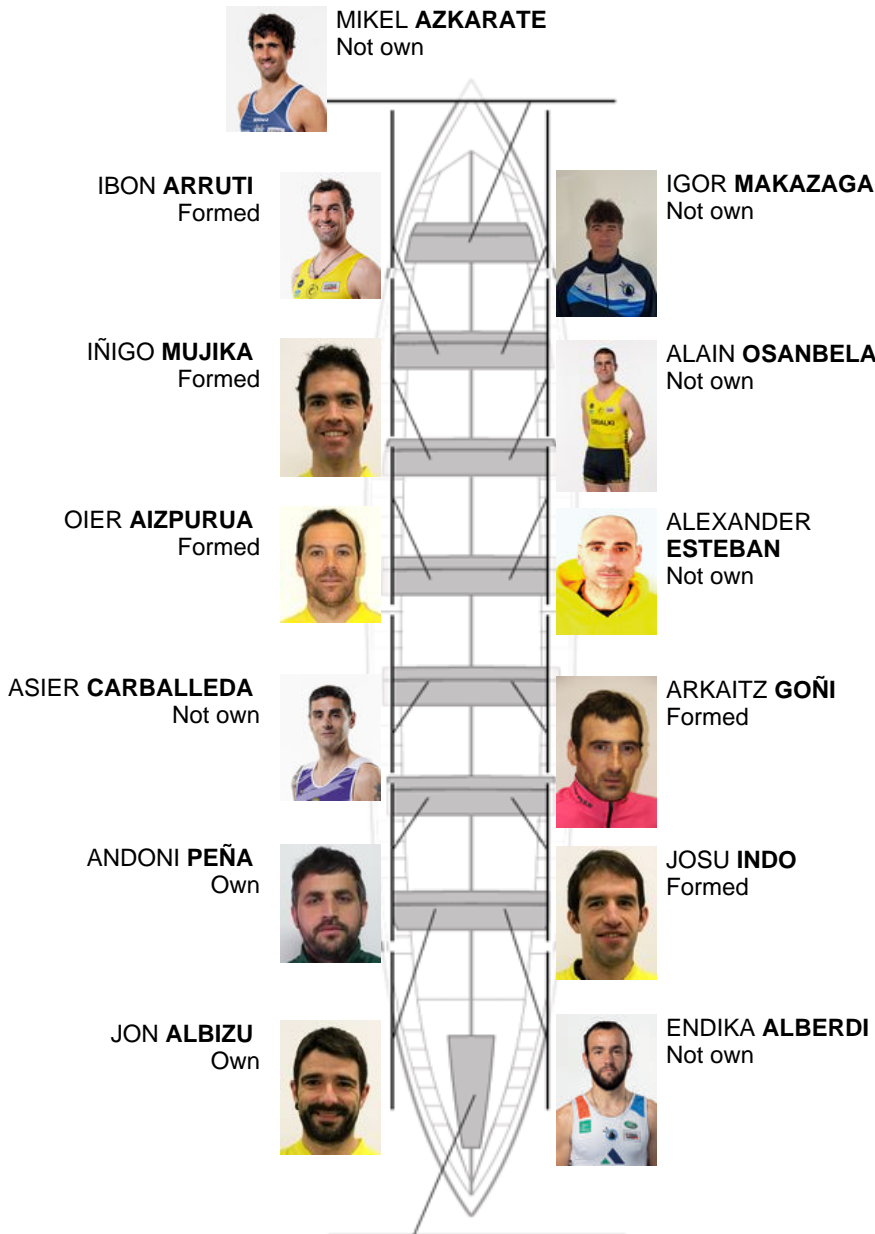 MIKEL AZKARATE
Not own
IBON ARRUTI
Formed
IGOR MAKAZAGA
Not own
IÑIGO MUJIKA
Formed
ALAIN OSANBELA
Not own
OIER AIZPURUA
Formed
ALEXANDER
ESTEBAN
Not own
ASIER CARBALLEDA
Not own
ARKAITZ GOÑI
Formed
ANDONI PEÑA
Own
JOSU INDO
Formed
JON ALBIZU
Own
ENDIKA ALBERDI
Not own